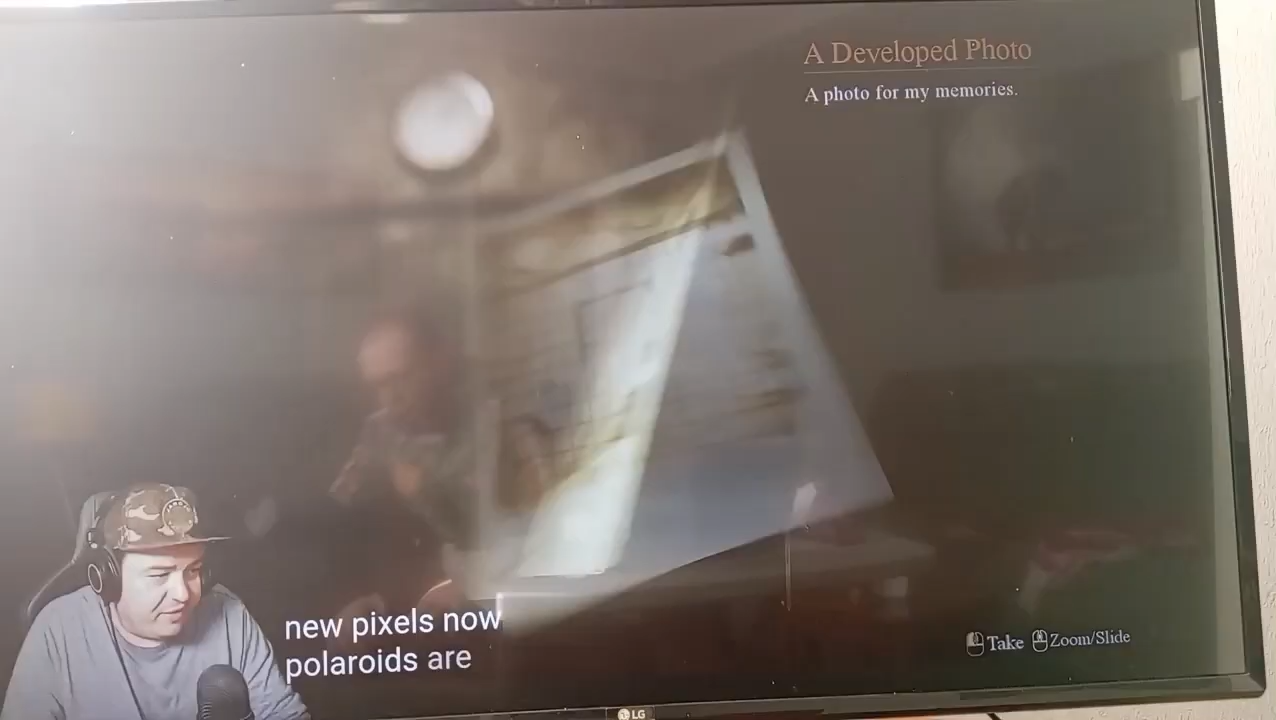 A Developed Photo
A photo for my memories.
new pixels now
polaroids are
Take Zoom/Slide
LG